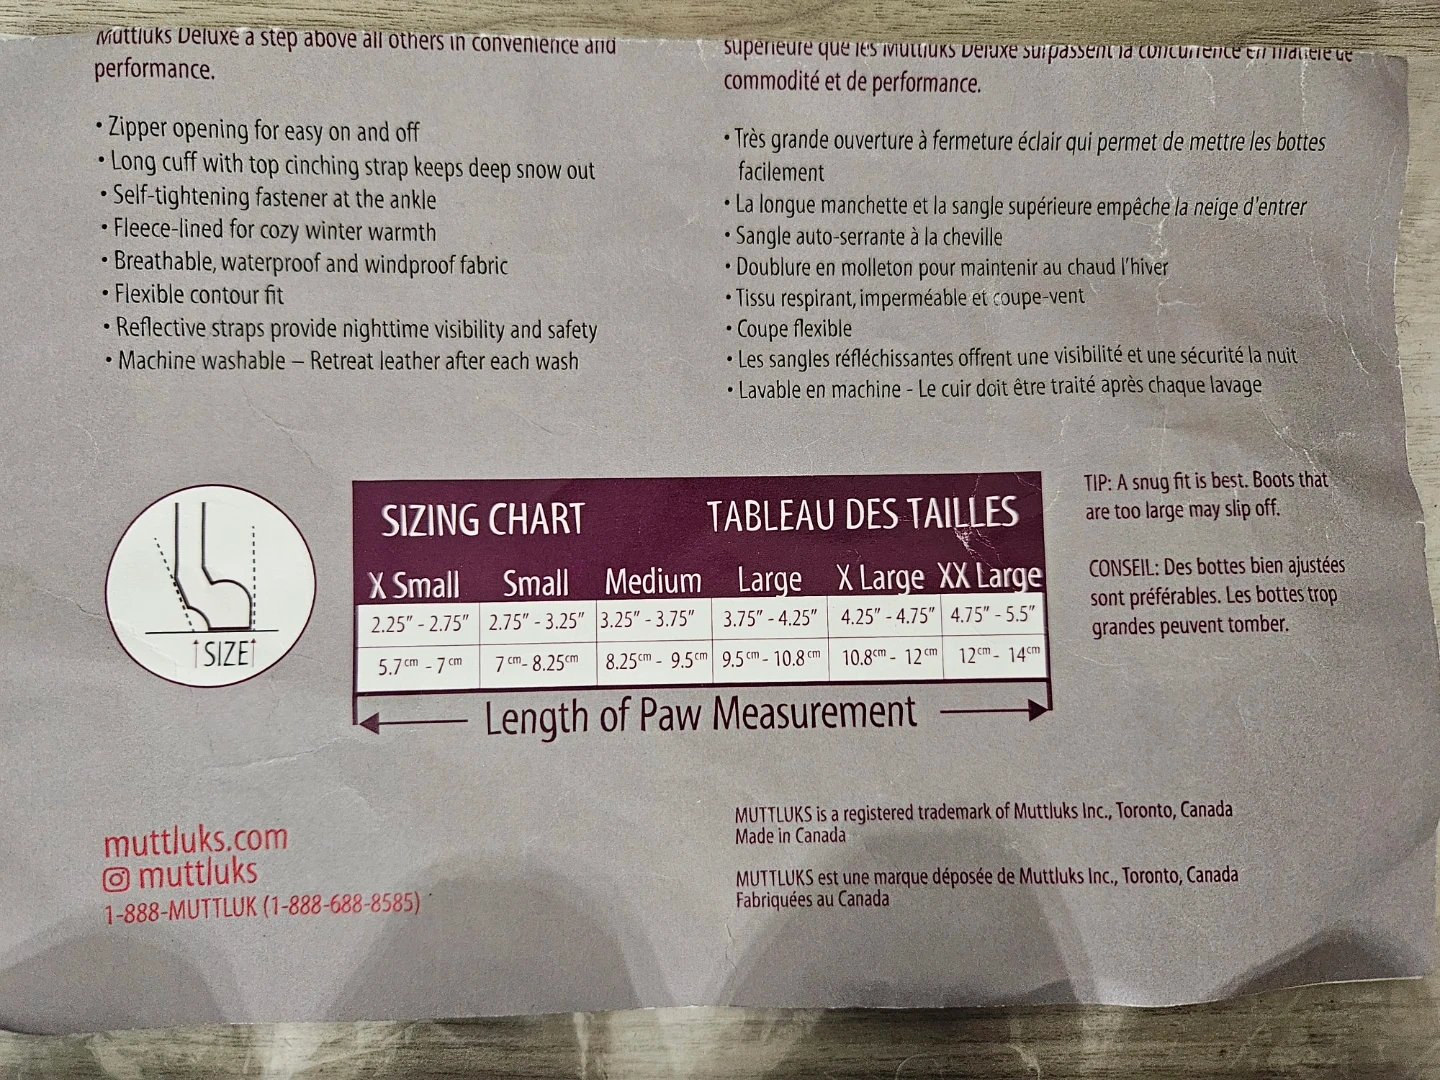 Muttluks Deluxe a step above all others in convenience and
performance.
• Zipper opening for easy on and off
• Long cuff with top cinching strap keeps deep snow out
• Self-tightening fastener at the ankle
• Fleece-lined for cozy winter warmth
• Breathable, waterproof and windproof fabric
• Flexible contour fit
• Reflective straps provide nighttime visibility and safety
• Machine washable – Retreat leather after each wash
supérieure que les Muttluks Deluxe surpassent la concurrence en matière de
commodité et de performance.
• Très grande ouverture à fermeture éclair qui permet de mettre les bottes
facilement
• La longue manchette et la sangle supérieure empêche la neige d'entrer
• Sangle auto-serrante à la cheville
• Doublure en molleton pour maintenir au chaud l'hiver
• Tissu respirant, imperméable et coupe-vent
• Coupe flexible
• Les sangles réfléchissantes offrent une visibilité et une sécurité la nuit
• Lavable en machine - Le cuir doit être traité après chaque lavage
SIZE
SIZING CHART TABLEAU DES TAILLES
X Small Small Medium Large X Large XX Large
2.25” - 2.75” 2.75” - 3.25” 3.25” - 3.75” 3.75” - 4.25” 4.25” - 4.75” 4.75” - 5.5”
5.7cm - 7cm 7cm- 8.25cm 8.25cm - 9.5cm 9.5cm - 10.8cm 10.8cm - 12cm 12cm - 14cm
Length of Paw Measurement
TIP: A snug fit is best. Boots that
are too large may slip off.
CONSEIL: Des bottes bien ajustées
sont préférables. Les bottes trop
grandes peuvent tomber.
muttluks.com
muttluks
1-888-MUTTLUK (1-888-688-8585)
MUTTLUKS is a registered trademark of Muttluks Inc., Toronto, Canada
Made in Canada
MUTTLUKS est une marque déposée de Muttluks Inc., Toronto, Canada
Fabriquées au Canada